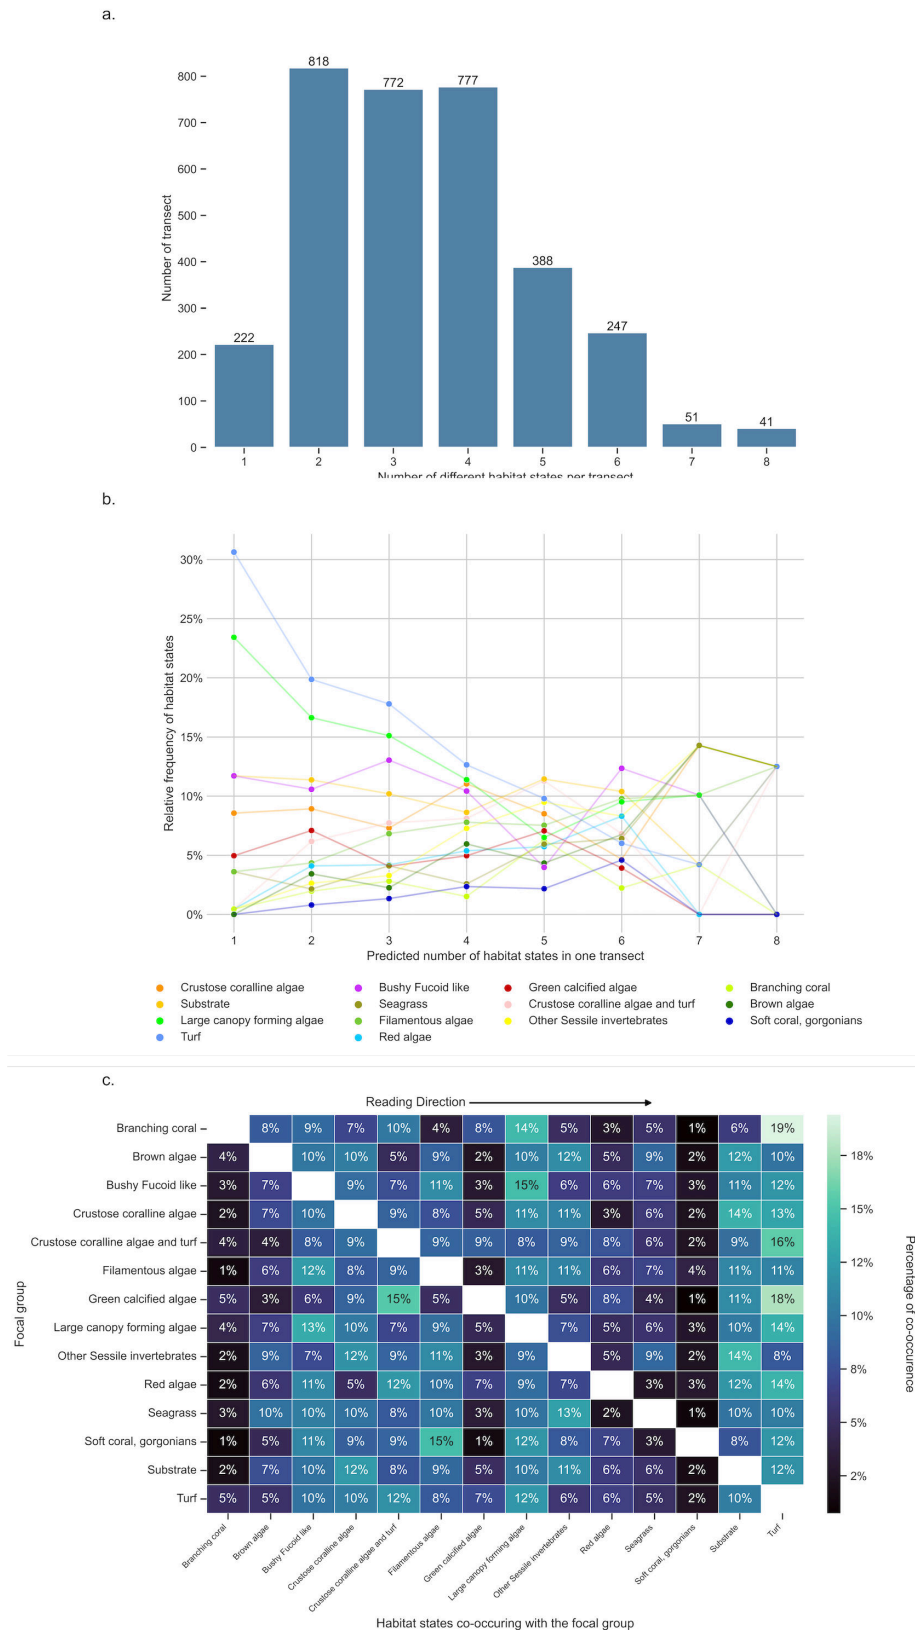 a.
818
772
777
388
247
222
51
41
800
700
600
500
400
300
200
100
0
Number of transect
1 2 3 4 5 6 7 8
Number of different habitat states per transect
b.
30%
25%
20%
15%
10%
5%
0%
Relative frequency of habitat states
1 2 3 4 5 6 7 8
Predicted number of habitat states in one transect
Crustose coralline algae Bushy Fucoid like Green calcified algae Branching coral
Substrate Seagrass Crustose coralline algae and turf Brown algae
Large canopy forming algae Filamentous algae Other Sessile invertebrates Soft coral, gorgonians
Turf Red algae
c.
Reading Direction
Branching coral 8% 9% 7% 10% 4% 8% 14% 5% 3% 5% 1% 6% 19%
Brown algae 4% 10% 10% 5% 9% 2% 10% 12% 5% 9% 2% 12% 10%
Bushy Fucoid like 3% 7% 9% 7% 11% 3% 15% 6% 6% 7% 3% 11% 12%
Crustose coralline algae 2% 7% 10% 9% 8% 5% 11% 11% 3% 6% 2% 14% 13%
Crustose coralline algae and turf 4% 4% 8% 9% 9% 9% 8% 9% 8% 6% 2% 9% 16%
Filamentous algae 1% 6% 12% 8% 9% 3% 11% 11% 6% 7% 4% 11% 11%
Green calcified algae 5% 3% 6% 9% 15% 5% 10% 5% 8% 4% 1% 11% 18%
Large canopy forming algae 4% 7% 13% 10% 7% 9% 5% 7% 5% 6% 3% 10% 14%
Other Sessile invertebrates 2% 9% 7% 12% 9% 11% 3% 9% 5% 9% 2% 14% 8%
Red algae 2% 6% 11% 5% 12% 10% 7% 9% 7% 3% 3% 12% 14%
Seagrass 3% 10% 10% 10% 8% 10% 3% 10% 13% 2% 1% 10% 10%
Soft coral, gorgonians 1% 5% 11% 9% 9% 15% 1% 12% 8% 7% 3% 8% 12%
Substrate 2% 7% 10% 12% 8% 9% 5% 10% 11% 6% 6% 2% 12%
Turf 5% 5% 10% 10% 12% 8% 7% 12% 6% 6% 5% 2% 10%
Focal group
Branching coral
Brown algae
Bushy Fucoid like
Crustose coralline algae
Crustose coralline algae and turf
Filamentous algae
Green calcified algae
Large canopy forming algae
Other Sessile invertebrates
Red algae
Seagrass
Soft coral, gorgonians
Substrate
Turf
Habitat states co-occuring with the focal group
18%
15%
12%
10%
8%
5%
2%
Percentage of co-occurence